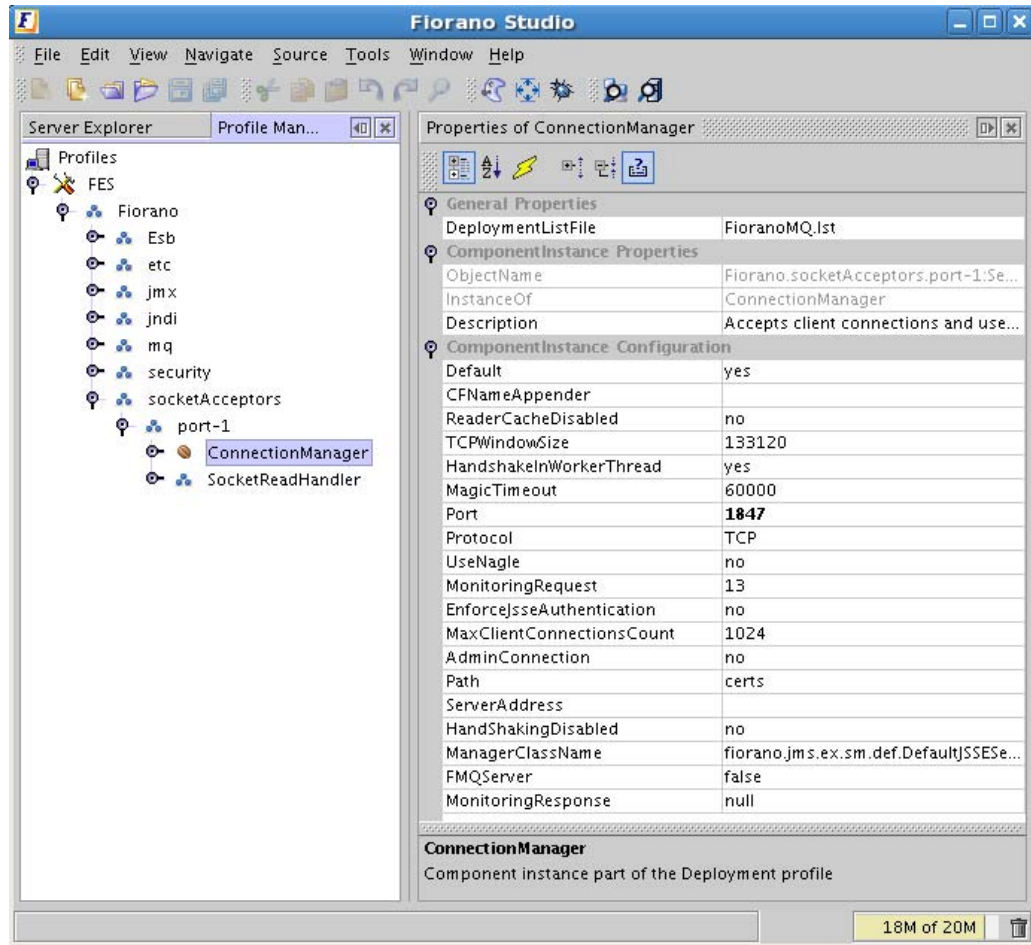 F
Fiorano Studio
File Edit View Navigate Source Tools Window Help
Server Explorer
Profile Man...
Profiles
FES
Fiorano
Esb
etc
jmx
jndi
mq
security
socketAcceptors
port-1
ConnectionManager
SocketReadHandler
Properties of ConnectionManager
General Properties
DeploymentListFile FioranoMQ.lst
ComponentInstance Properties
ObjectName Fiorano.socketAcceptors.port-1:Se...
InstanceOf ConnectionManager
Description Accepts client connections and use...
ComponentInstance Configuration
Default yes
CFNameAppender
ReaderCacheDisabled no
TCPWindowSize 133120
HandshakeInWorkerThread yes
MagicTimeout 60000
Port 1847
Protocol TCP
UseNagle no
MonitoringRequest 13
EnforceJsseAuthentication no
MaxClientConnectionsCount 1024
AdminConnection no
Path certs
ServerAddress
HandShakingDisabled no
ManagerClassName fiorano.jms.ex.sm.def.DefaultJSSESe...
FMQServer false
MonitoringResponse null
ConnectionManager
Component instance part of the Deployment profile
18M of 20M